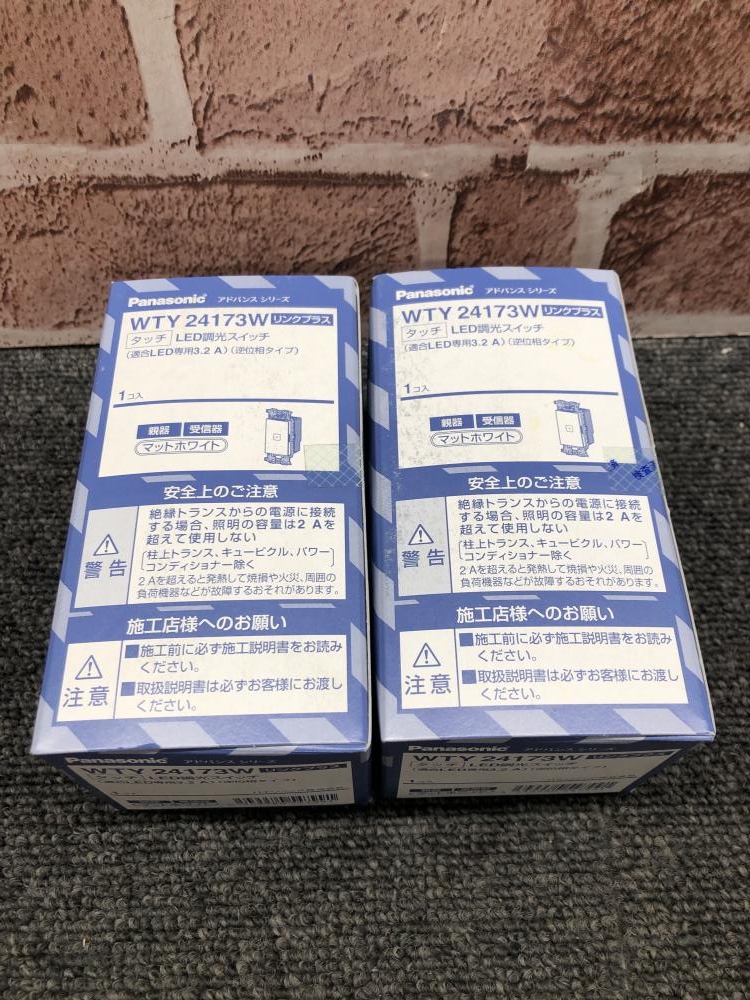 Panasonic アドバンス シリーズ
WTY 24173W リンクプラス
タッチ LED調光スイッチ
(適合LED専用3.2 A) (逆位相タイプ)
1コ入
親器 受信器
マットホワイト
安全上のご注意
警告
絶縁トランスからの電源に接続
する場合、照明の容量は2 Aを
超えて使用しない
柱上トランス、キュービクル、パワー
コンディショナー除く
2 Aを超えると発熱して焼損や火災、周囲の
負荷機器などが故障するおそれがあります。
施工店様へのお願い
注意
■施工前に必ず施工説明書をお読み
ください。
■取扱説明書は必ずお客様にお渡し
ください。
Panasonic アドバンス シリーズ
WTY 24173W リンクプラス
タッチ LED調光スイッチ
(適合LED専用3.2 A) (逆位相タイプ)
1コ入
親器 受信器
マットホワイト
安全上のご注意
警告
絶縁トランスからの電源に接続
する場合、照明の容量は2 Aを
超えて使用しない
柱上トランス、キュービクル、パワー
コンディショナー除く
2 Aを超えると発熱して焼損や火災、周囲の
負荷機器などが故障するおそれがあります。
施工店様へのお願い
注意
■施工前に必ず施工説明書をお読み
ください。
■取扱説明書は必ずお客様にお渡し
ください。
WTY 24173W リンクプラス
Panasonic アドバンス シリーズ
WTY 24173W リンクプラス